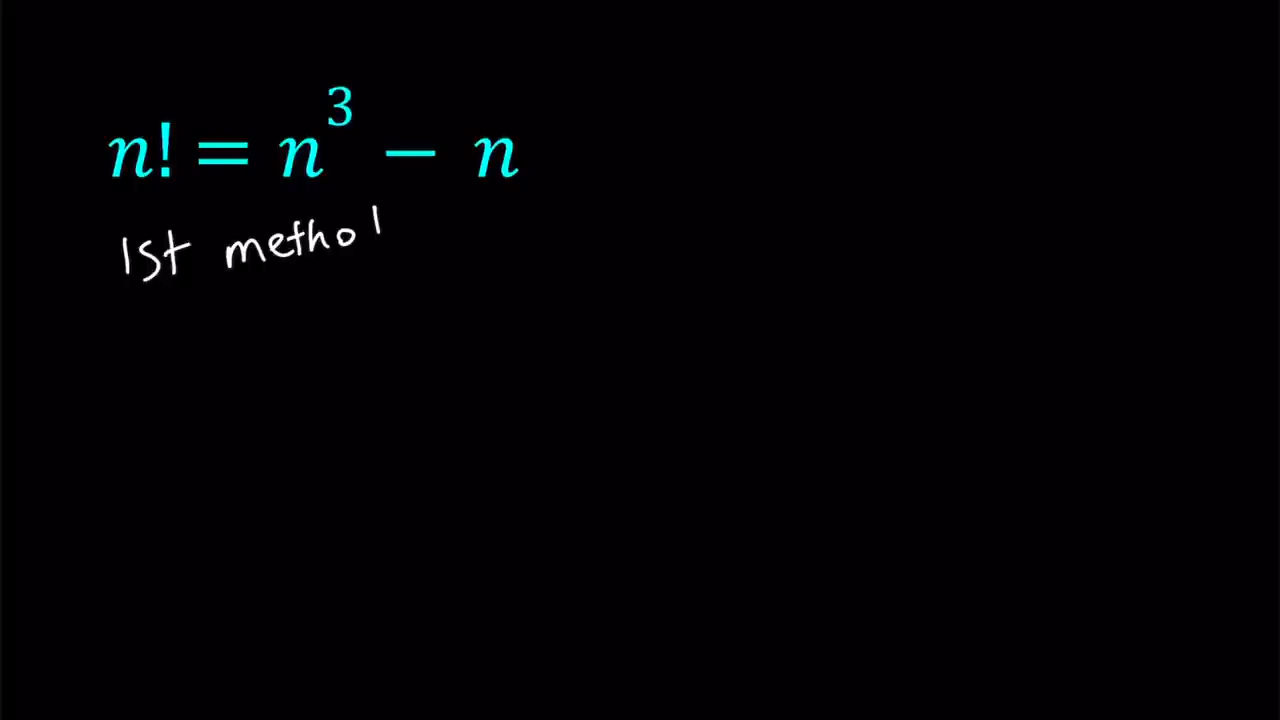 n! = n³ − n
1st metho